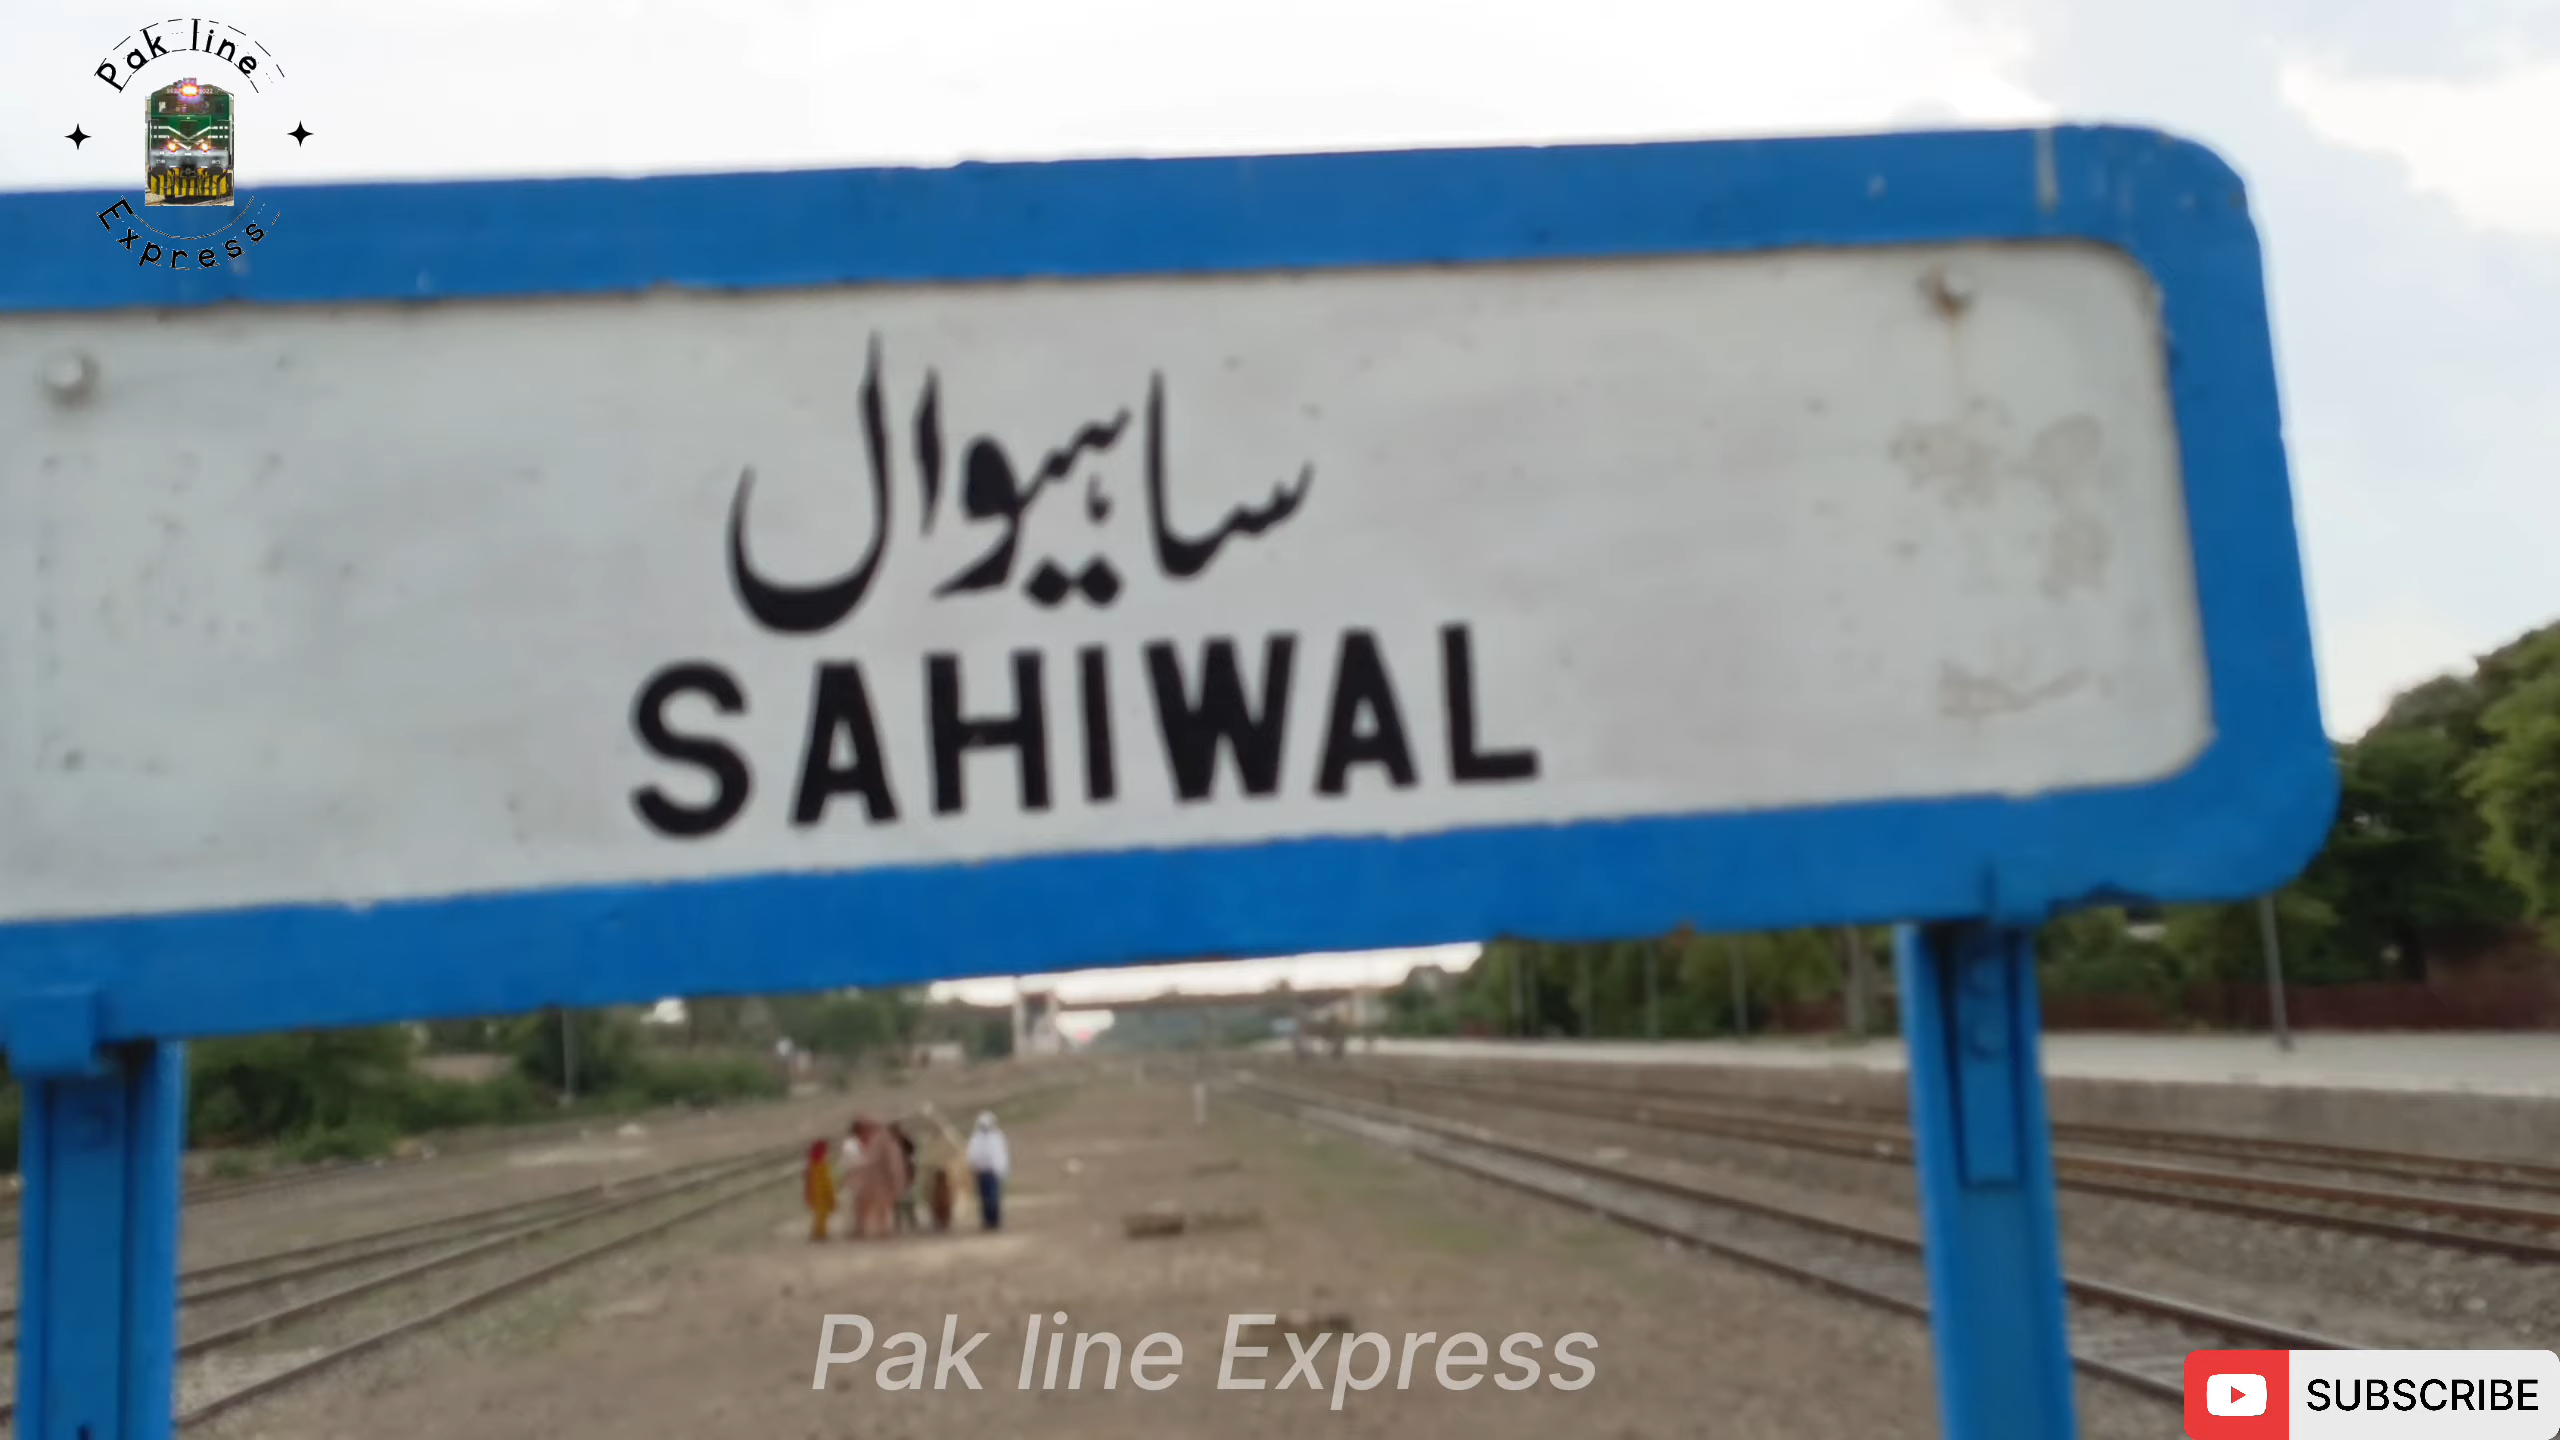 Pak line
Express
ساہیوال
SAHIWAL
Pak line Express
SUBSCRIBE